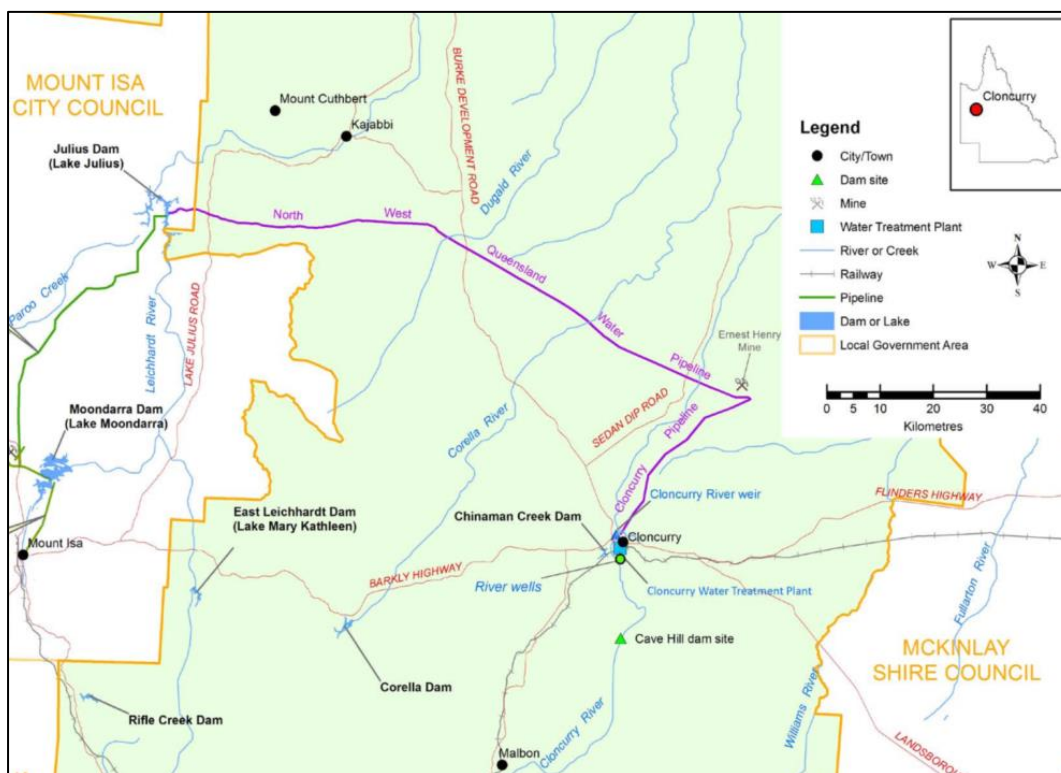 MOUNT ISA
CITY COUNCIL
Mount Cuthbert
Kajabbi
Julius Dam
(Lake Julius)
BURKE DEVELOPMENT ROAD
Dugald River
North
West
Queensland
Water
Pipeline
Paroo Creek
Leichhardt River
LAKE JULIUS ROAD
Ernest Henry
Mine
Moondarra Dam
(Lake Moondarra)
Corella River
SEDAN DIP ROAD
Pipeline
Cloncurry
Cloncurry River weir
East Leichhardt Dam
(Lake Mary Kathleen)
Chinaman Creek Dam
FLINDERS HIGHWAY
Mount Isa
Cloncurry
BARKLY HIGHWAY
River wells
Cloncurry Water Treatment Plant
Fullarton River
Cave Hill dam site
MCKINLAY
SHIRE COUNCIL
Corella Dam
Rifle Creek Dam
Cloncurry River
Williams River
Malbon
LANDSBORO
Cloncurry
Legend
City/Town
Dam site
Mine
Water Treatment Plant
River or Creek
Railway
Pipeline
Dam or Lake
Local Government Area
N
W E
S
0 5 10 20 30 40
Kilometres